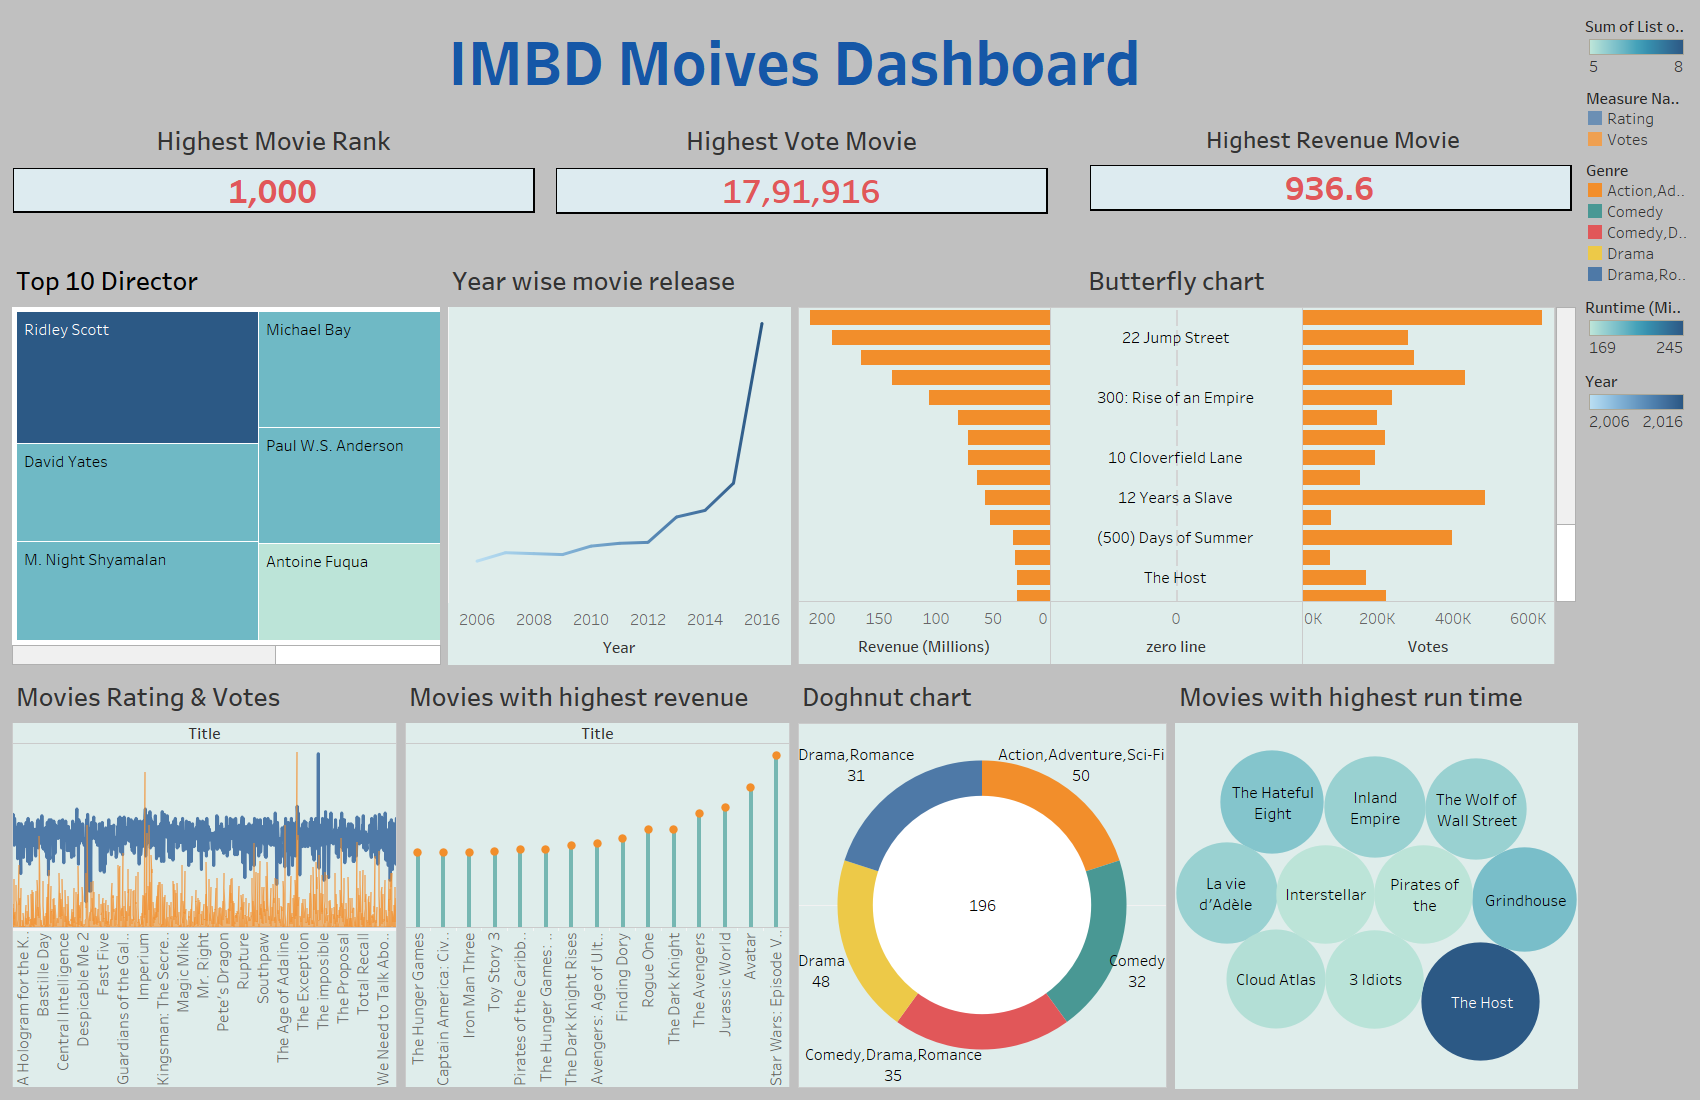 IMBD Moives Dashboard
Highest Movie Rank
1,000
Highest Vote Movie
17,91,916
Highest Revenue Movie
936.6
Sum of List o..
5 8
Measure Na..
Rating
Votes
Genre
Action,Ad..
Comedy
Comedy,D..
Drama
Drama,Ro..
Runtime (Mi..
169 245
Year
2,006 2,016
Top 10 Director
Ridley Scott
David Yates
M. Night Shyamalan
Michael Bay
Paul W.S. Anderson
Antoine Fuqua
Year wise movie release
2006 2008 2010 2012 2014 2016
Year
Butterfly chart
22 Jump Street
300: Rise of an Empire
10 Cloverfield Lane
12 Years a Slave
(500) Days of Summer
The Host
200 150 100 50 0
Revenue (Millions)
0
zero line
0K 200K 400K 600K
Votes
Movies Rating & Votes
Title
A Hologram for the K..
Bastille Day
Central Intelligence
Despicable Me 2
Fast Five
Guardians of the Gal..
Imperium
Kingsman: The Secre..
Magic Mike
Mr. Right
Pete's Dragon
Rupture
Southpaw
The Age of Adaline
The Exception
The imposible
The Proposal
Total Recall
We Need to Talk Abo..
Movies with highest revenue
Title
The Hunger Games
Captain America: Civ..
Iron Man Three
Toy Story 3
Pirates of the Caribb..
The Hunger Games: ..
The Dark Knight Rises
Avengers: Age of Ult..
Finding Dory
Rogue One
The Dark Knight
The Avengers
Jurassic World
Avatar
Star Wars: Episode V..
Doghnut chart
Drama,Romance
31
Action,Adventure,Sci-Fi
50
196
Drama
48
Comedy
32
Comedy,Drama,Romance
35
Movies with highest run time
The Hateful
Eight
Inland
Empire
The Wolf of
Wall Street
La vie
d'Adèle
Interstellar
Pirates of
the
Grindhouse
Cloud Atlas
3 Idiots
The Host